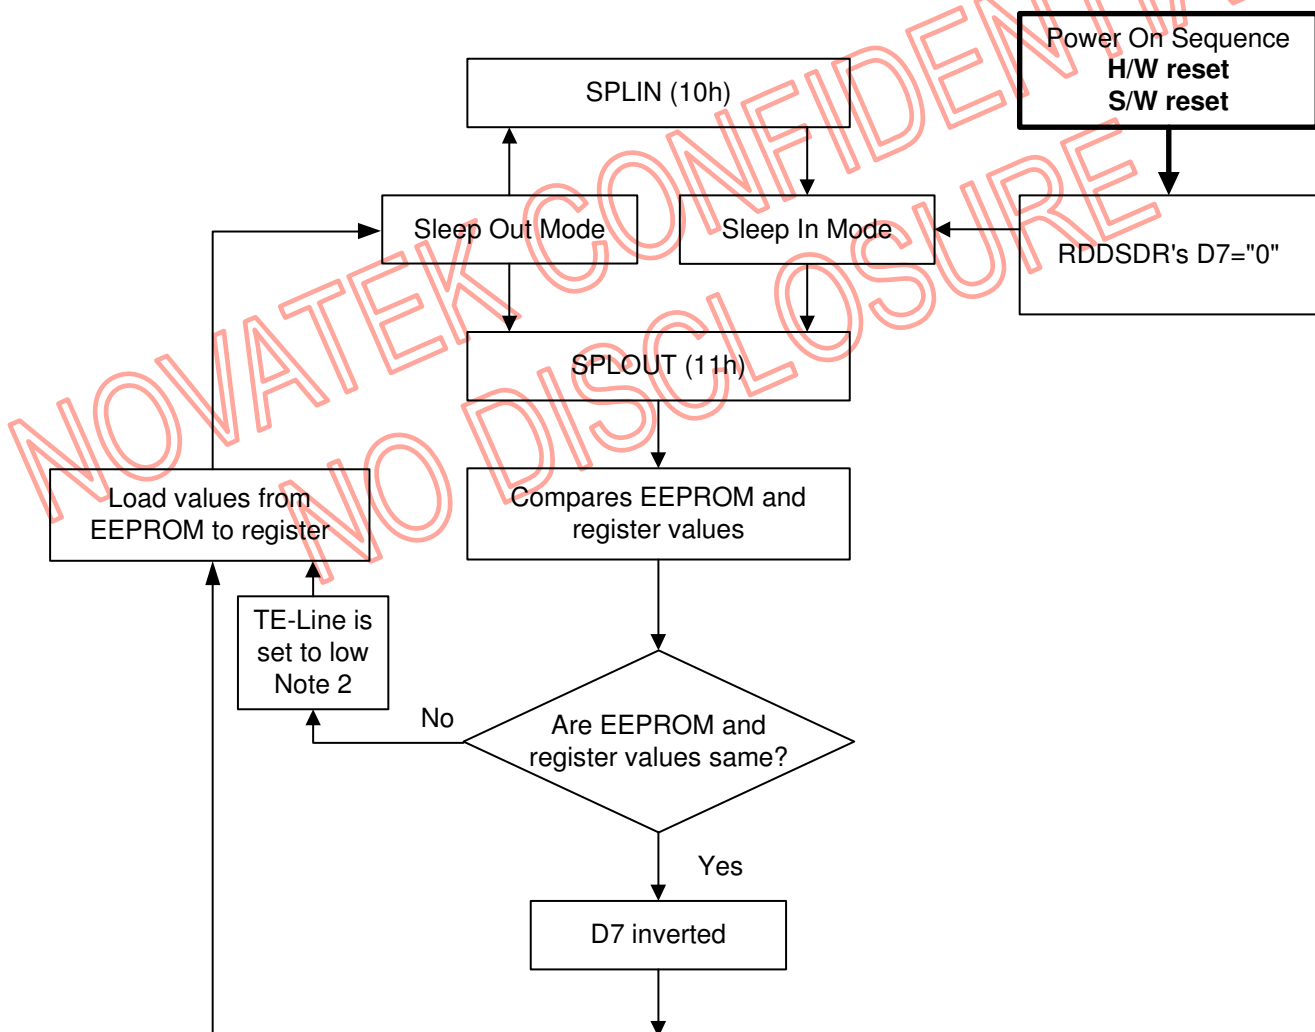 Power On Sequence
H/W reset
S/W reset
SPLIN (10h)
Sleep Out Mode
Sleep In Mode
RDDSDR's D7="0"
SPLOUT (11h)
Load values from
EEPROM to register
Compares EEPROM and
register values
TE-Line is
set to low
Note 2
No
Are EEPROM and
register values same?
Yes
D7 inverted
NOVATEK CONFIDENTIAL
NO DISCLOSURE